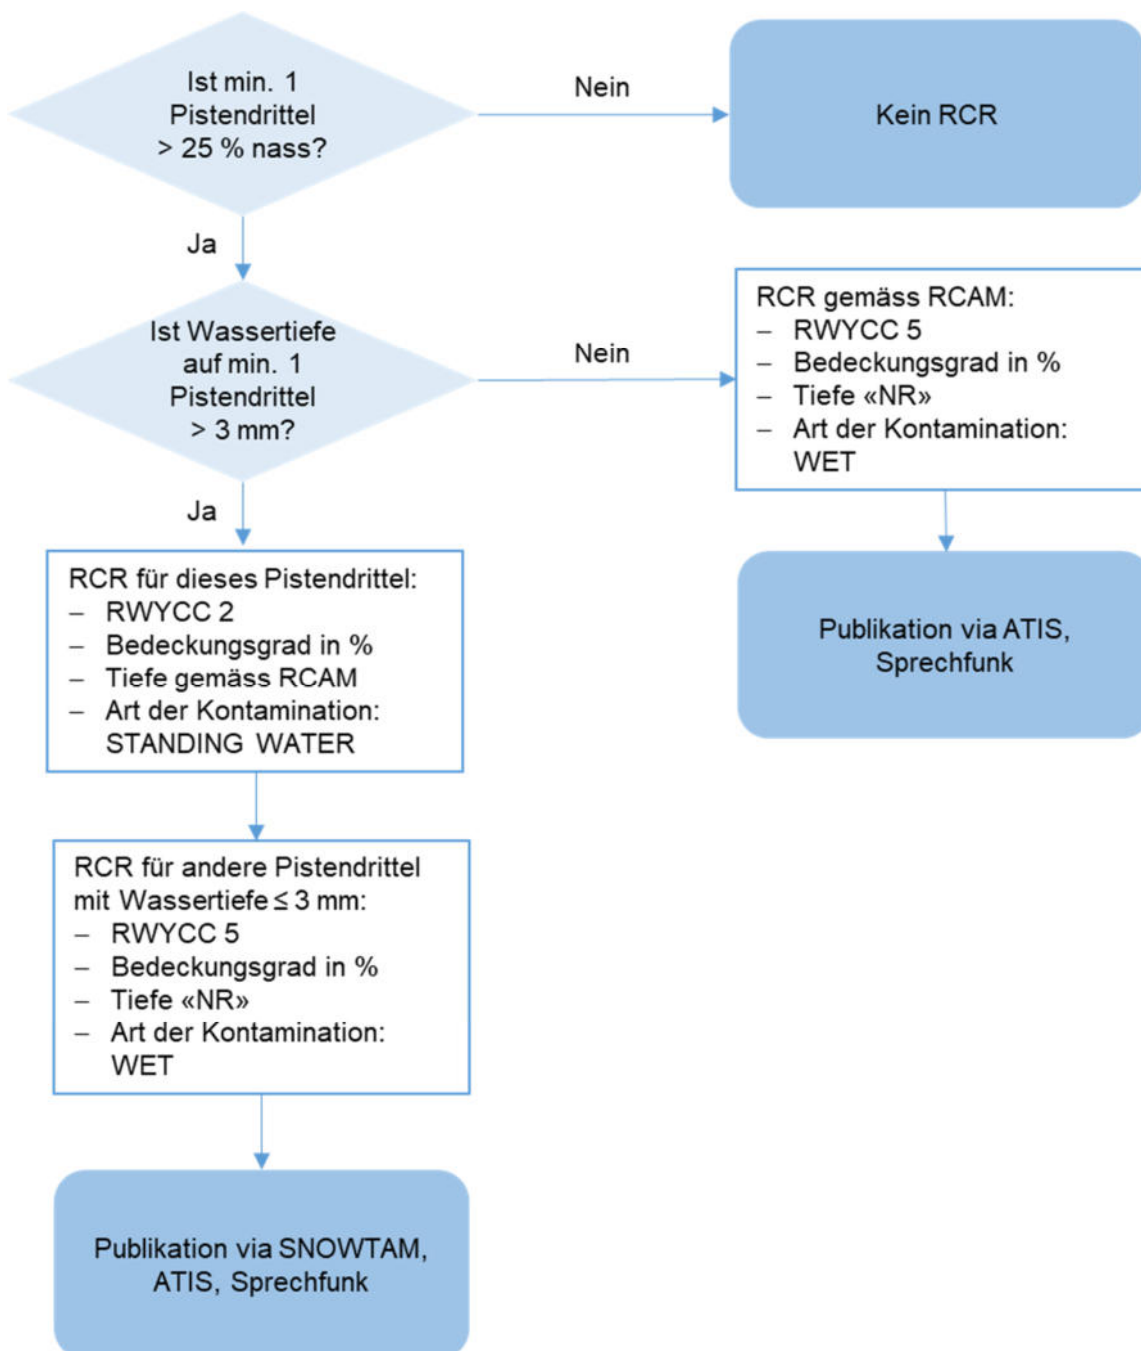 Ist min. 1
Pistendrittel
> 25 % nass?
Nein
Kein RCR
Ja
Ist Wassertiefe
auf min. 1
Pistendrittel
> 3 mm?
Nein
RCR gemäss RCAM:
– RWYCC 5
– Bedeckungsgrad in %
– Tiefe «NR»
– Art der Kontamination:
WET
Publikation via ATIS,
Sprechfunk
Ja
RCR für dieses Pistendrittel:
– RWYCC 2
– Bedeckungsgrad in %
– Tiefe gemäss RCAM
– Art der Kontamination:
STANDING WATER
RCR für andere Pistendrittel
mit Wassertiefe ≤ 3 mm:
– RWYCC 5
– Bedeckungsgrad in %
– Tiefe «NR»
– Art der Kontamination:
WET
Publikation via SNOWTAM,
ATIS, Sprechfunk